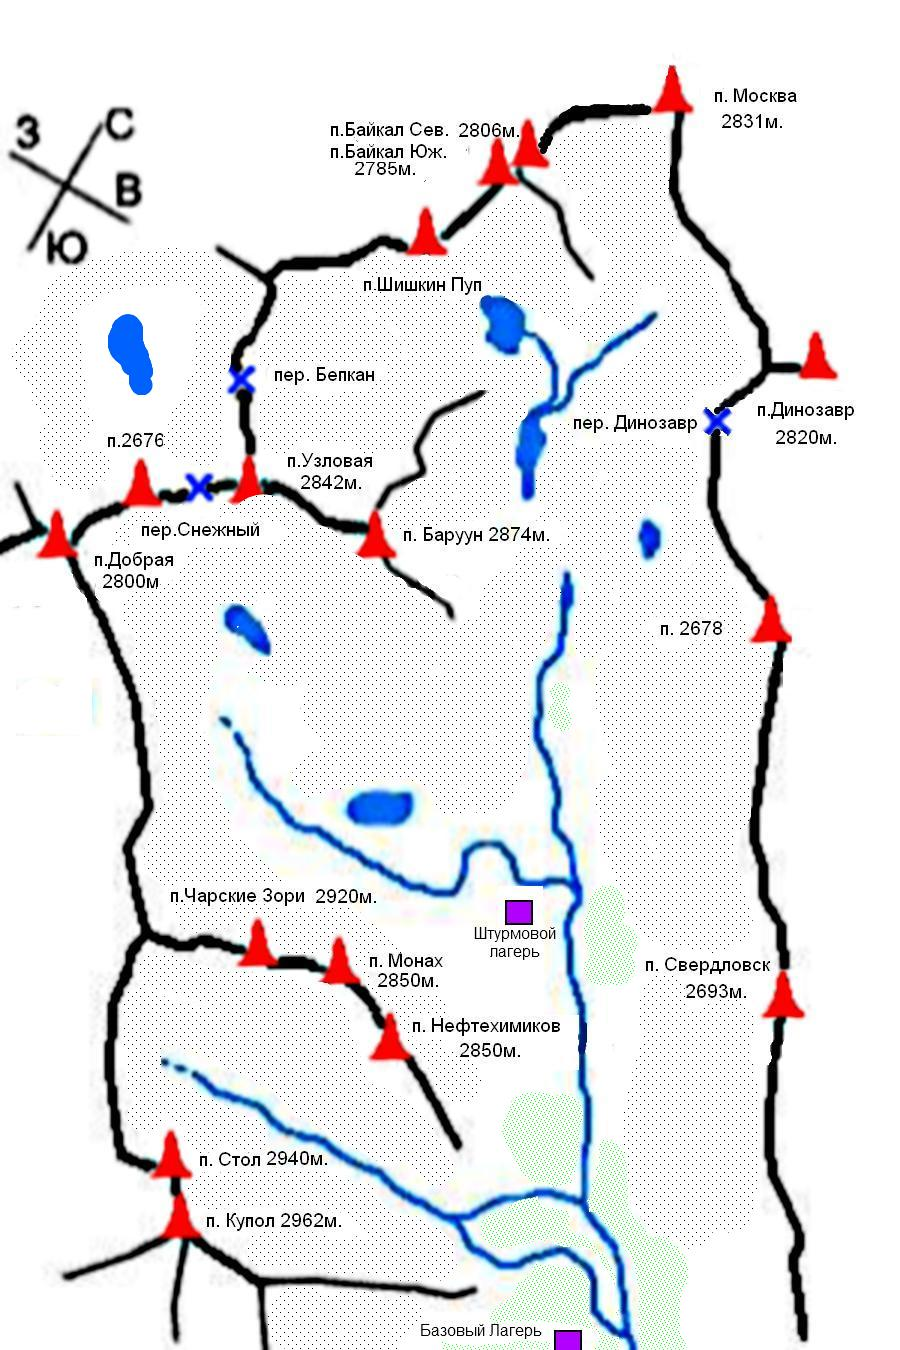 п. Москва
2831м.
С
З
В
Ю
п.Байкал Сев. 2806м.
п.Байкал Юж.
2785м.
п.Шишкин Пуп
пер. Бепкан
п.Динозавр
2820м.
пер. Динозавр
п.2676
п.Узловая
2842м.
пер.Снежный
п. Баруун 2874м.
п.Добрая
2800м
п. 2678
п.Чарские Зори 2920м.
Штурмовой
лагерь
п. Монах
2850м.
п. Свердловск
2693м.
п. Нефтехимиков
2850м.
п. Стол 2940м.
п. Купол 2962м.
Базовый Лагерь